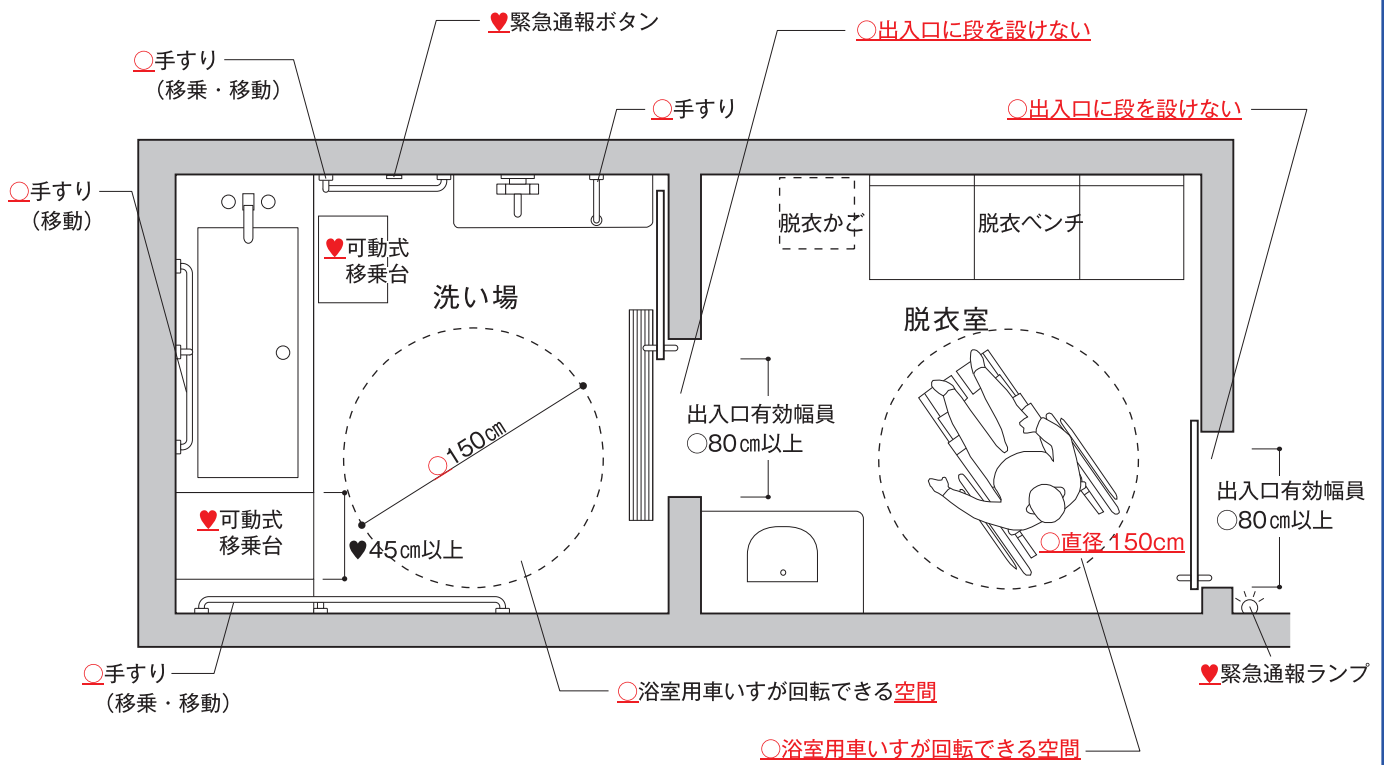 ♥緊急通報ボタン
○出入口に段を設けない
○手すり
（移乗・移動）
○手すり
○出入口に段を設けない
○手すり
（移動）
♥可動式
移乗台
洗い場
脱衣かご
脱衣ベンチ
脱衣室
○150cm
出入口有効幅員
○80cm以上
出入口有効幅員
○80cm以上
♥可動式
移乗台
♥45cm以上
○直径 150cm
○手すり
（移乗・移動）
○浴室用車いすが回転できる空間
♥緊急通報ランプ
○浴室用車いすが回転できる空間